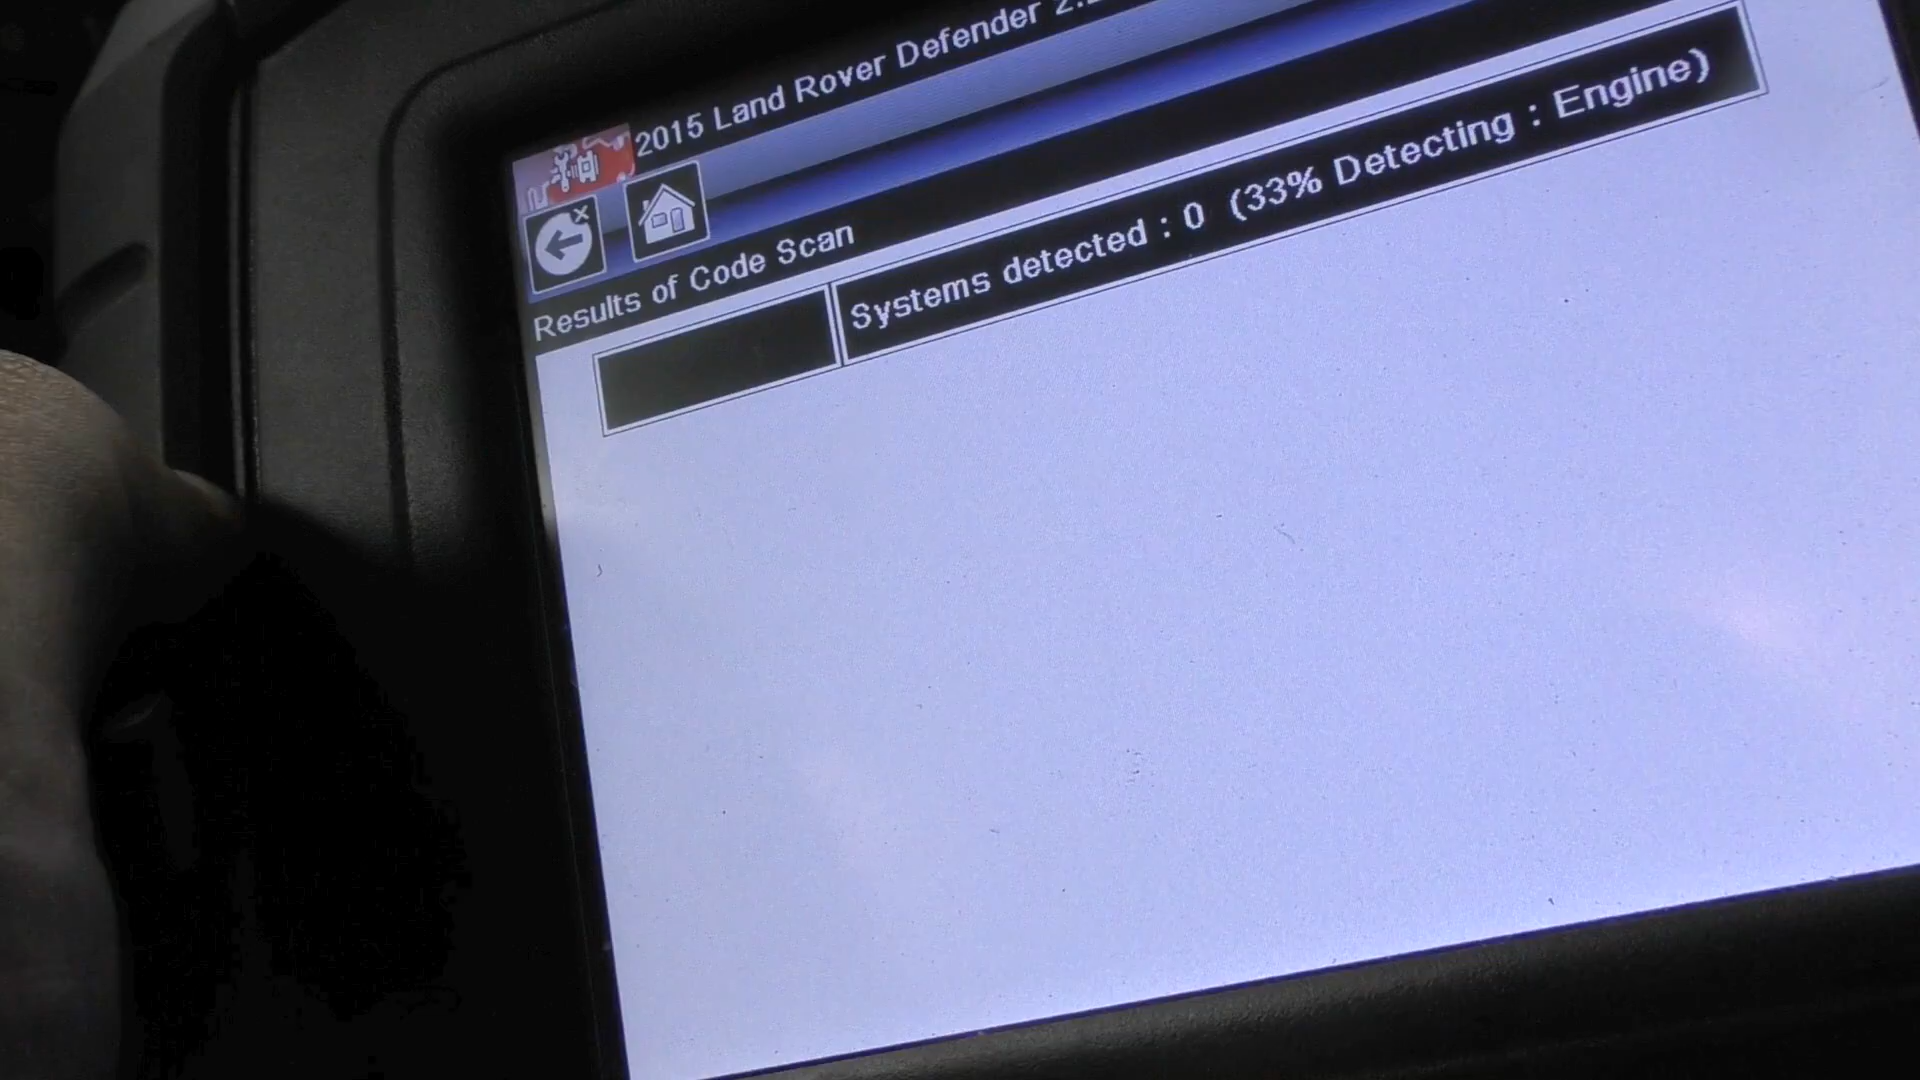 2015 Land Rover Defender
Results of Code Scan
Systems detected : 0 (33% Detecting : Engine)